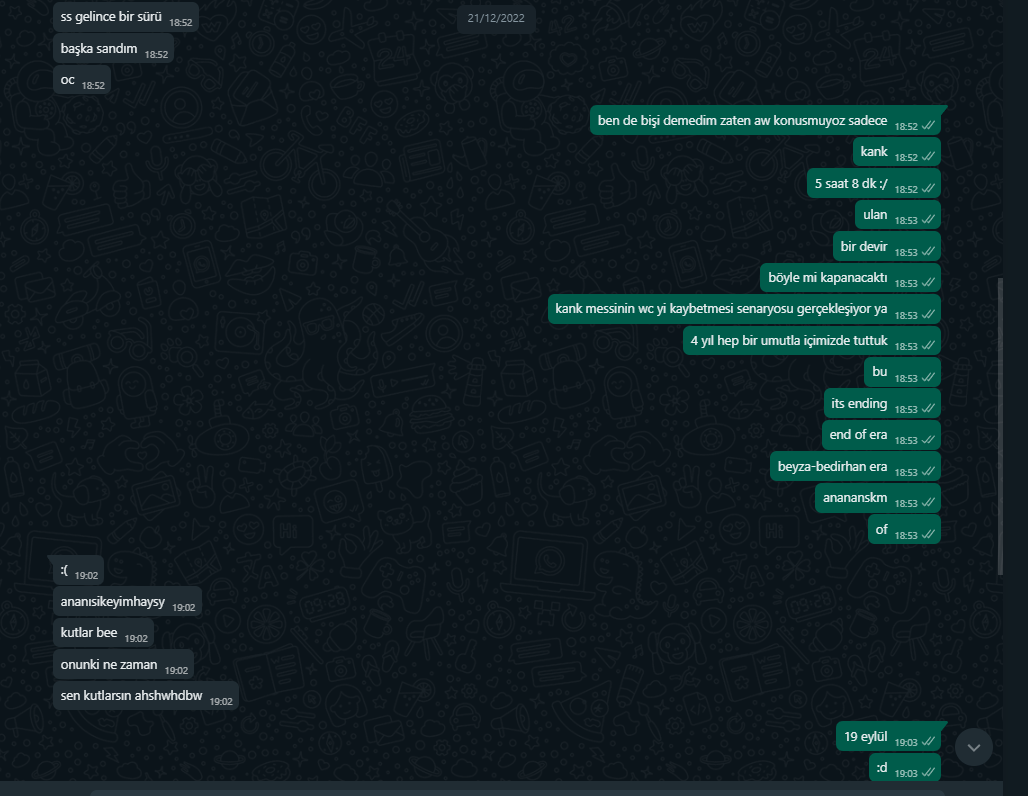 21/12/2022
ss gelince bir sürü 18:52
başka sandım 18:52
oc 18:52
ben de bişi demedim zaten aw konusmuyoz sadece 18:52
kank 18:52
5 saat 8 dk :/ 18:52
ulan 18:53
bir devir 18:53
böyle mi kapanacaktı 18:53
kank messinin wc yi kaybetmesi senaryosu gerçekleşiyor ya 18:53
4 yıl hep bir umutla içimizde tuttuk 18:53
bu 18:53
its ending 18:53
end of era 18:53
beyza-bedirhan era 18:53
anananskm 18:53
of 18:53
:( 19:02
ananısikeyimhaysy 19:02
kutlar bee 19:02
onunki ne zaman 19:02
sen kutlarsın ahshwhdbw 19:02
19 eylül 19:03
:d 19:03